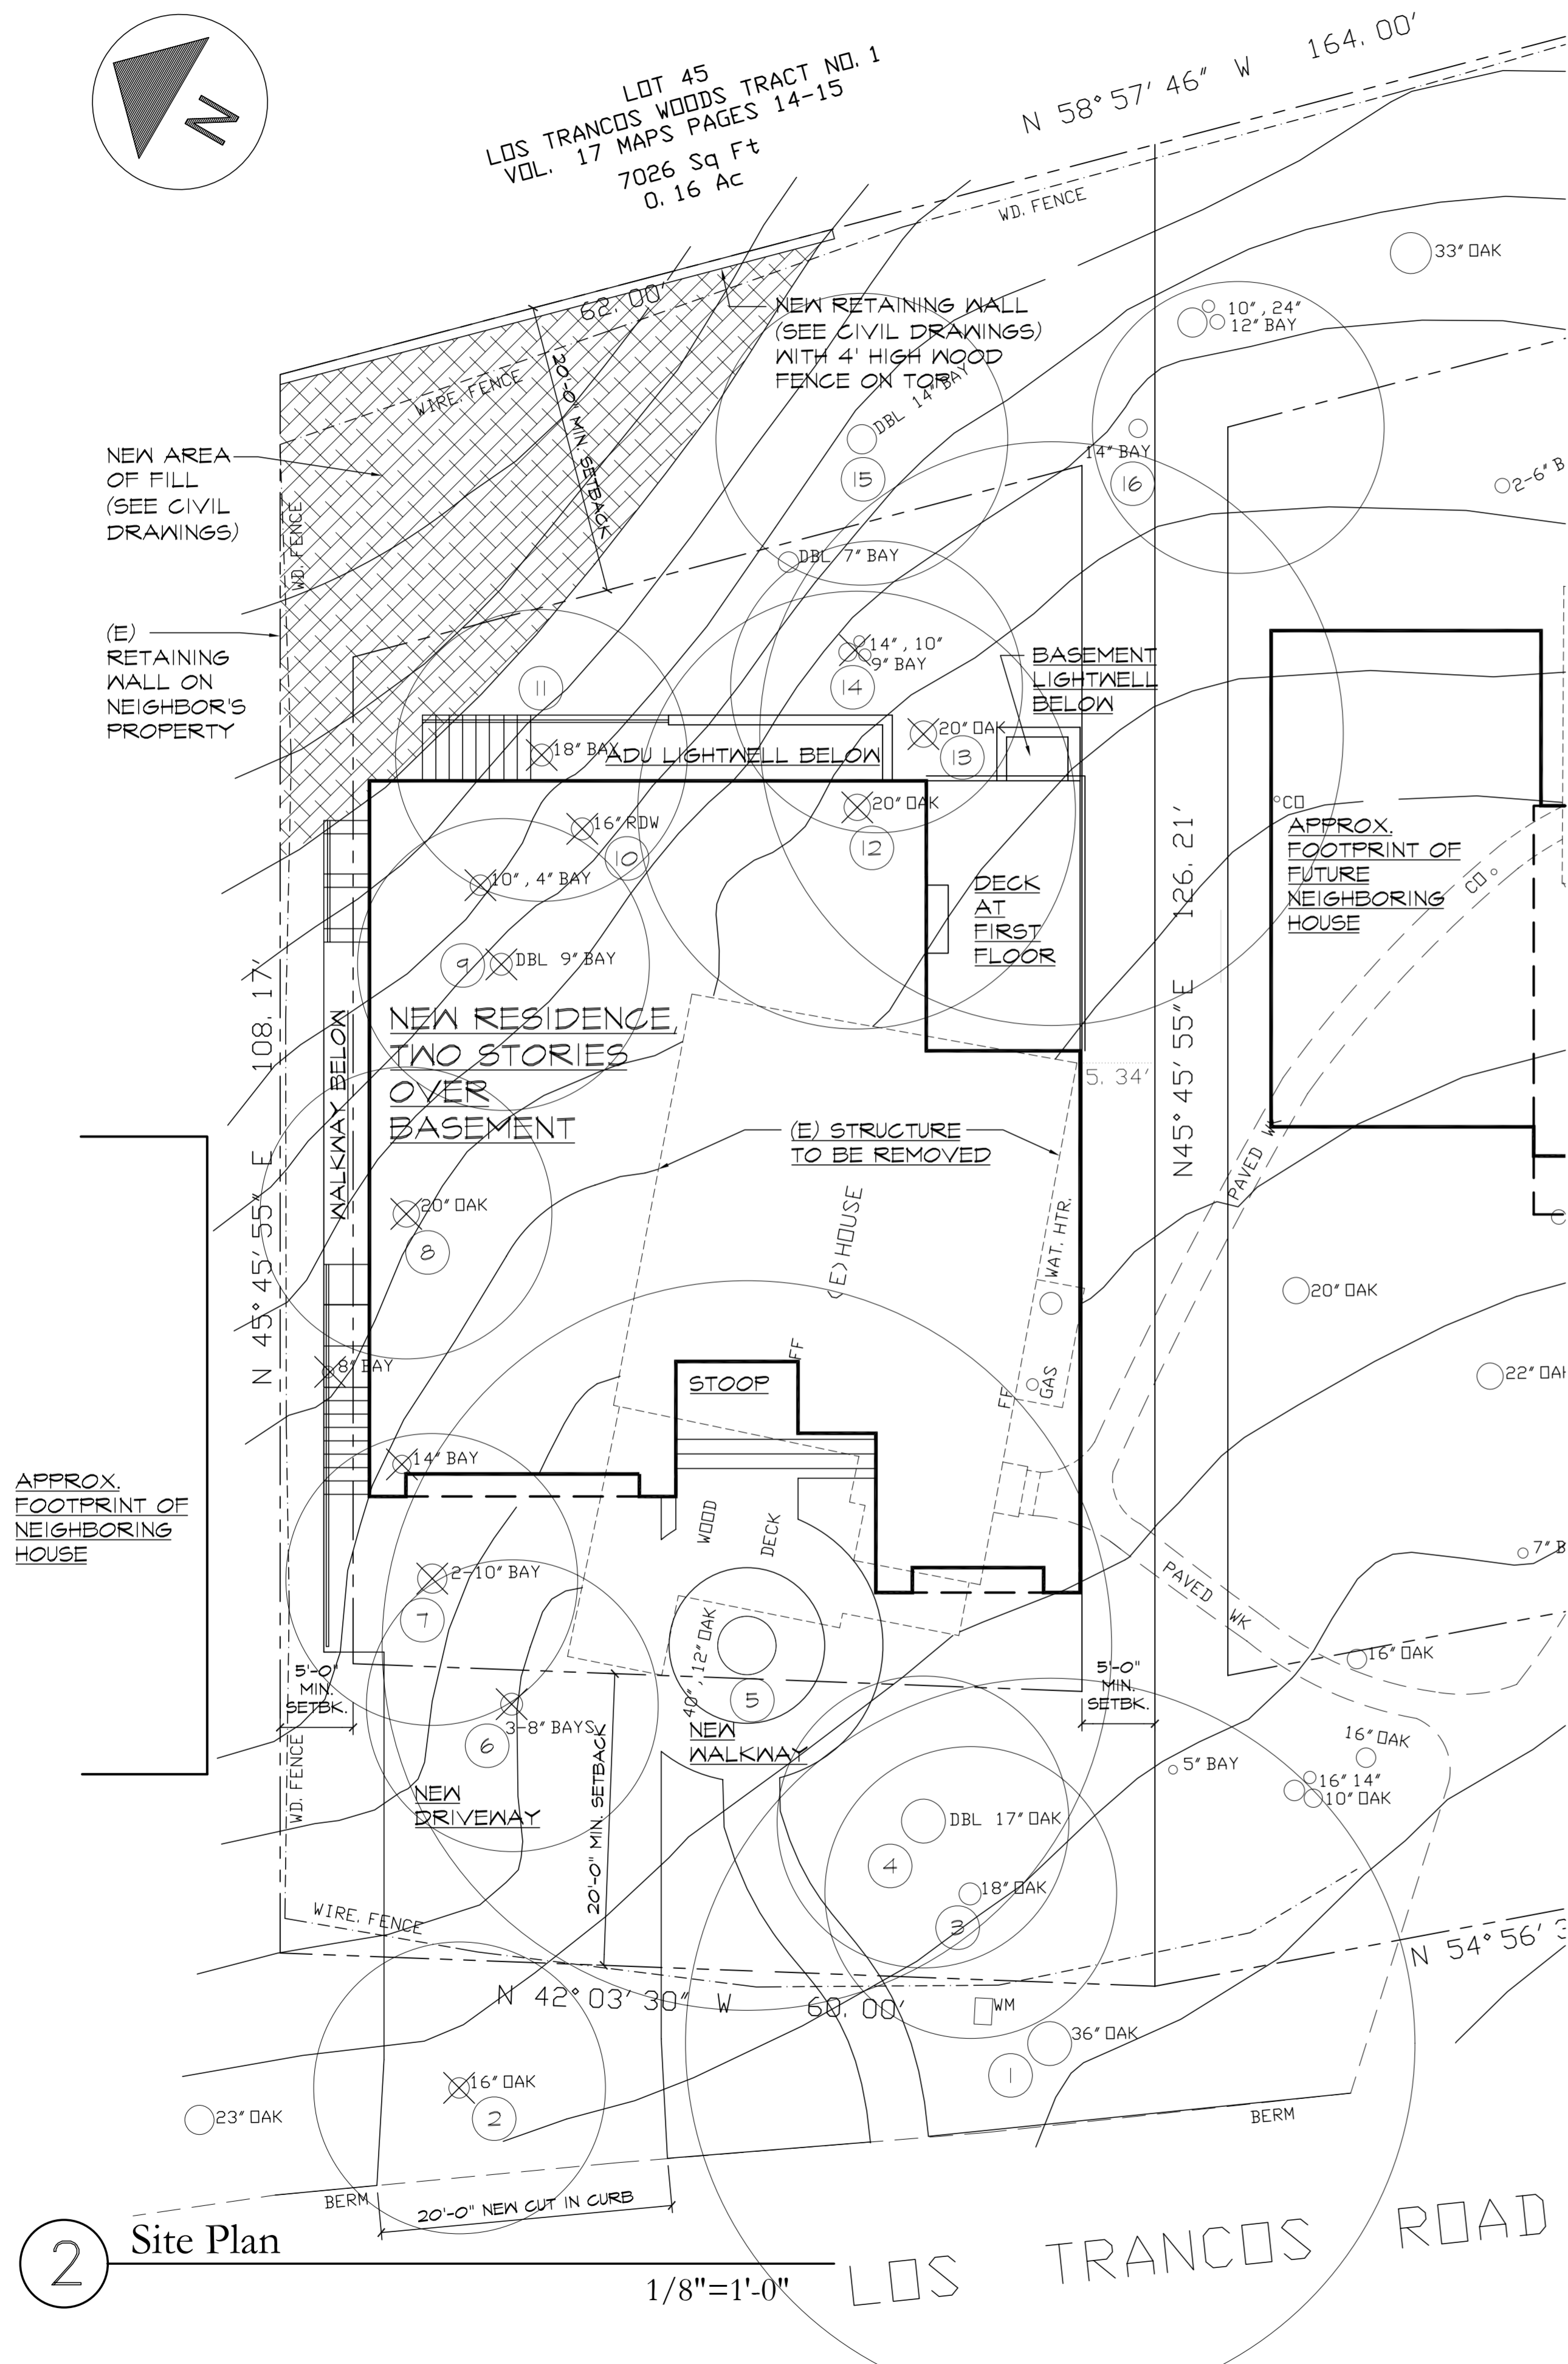 N
LOT 45
LOS TRANCOS WOODS TRACT NO. 1
VOL. 17 MAPS PAGES 14-15
7026 Sq Ft
0.16 Ac
N 58° 57' 46" W 164.00'
WD. FENCE
33" OAK
10", 24"
12" BAY
62.00'
NEW RETAINING WALL
(SEE CIVIL DRAWINGS)
WITH 4' HIGH WOOD
FENCE ON TOP
20'-0" MIN. SETBACK
WIRE. FENCE
DBL 14" BAY
15
14" BAY
16
2-6" B
NEW AREA
OF FILL
(SEE CIVIL
DRAWINGS)
WD. FENCE
DBL 7" BAY
(E)
RETAINING
WALL ON
NEIGHBOR'S
PROPERTY
11
14", 10"
9" BAY
14
BASEMENT
LIGHTWELL
BELOW
18" BAY
ADU LIGHTWELL BELOW
20" OAK
13
16" RDW
10
20" OAK
12
CO
APPROX.
FOOTPRINT OF
FUTURE
NEIGHBORING
HOUSE
CO
10", 4" BAY
DECK
AT
FIRST
FLOOR
9
DBL 9" BAY
N45° 45' 55"E 126.21'
N 45° 45' 55" E 108.17'
WALKWAY BELOW
NEW RESIDENCE,
TWO STORIES
OVER
BASEMENT
5.34'
(E) STRUCTURE
TO BE REMOVED
PAVED WK
20" OAK
8
(E) HOUSE
WAT. HTR.
20" OAK
8" BAY
FF
STOOP
FF
GAS
22" OAK
14" BAY
APPROX.
FOOTPRINT OF
NEIGHBORING
HOUSE
WOOD
DECK
7" B
2-10" BAY
7
PAVED WK
40", 12" OAK
5
16" OAK
5'-0"
MIN.
SETBK.
5'-0"
MIN.
SETBK.
3-8" BAYS
6
NEW
WALKWAY
16" OAK
5" BAY
16" 14"
10" OAK
WD. FENCE
NEW
DRIVEWAY
20'-0" MIN. SETBACK
DBL 17" OAK
4
18" OAK
3
WIRE. FENCE
N 54° 56' 3
N 42° 03' 30" W 60.00'
WM
36" OAK
1
16" OAK
2
23" OAK
BERM
BERM
20'-0" NEW CUT IN CURB
2
Site Plan
1/8"=1'-0"
LOS TRANCOS ROAD